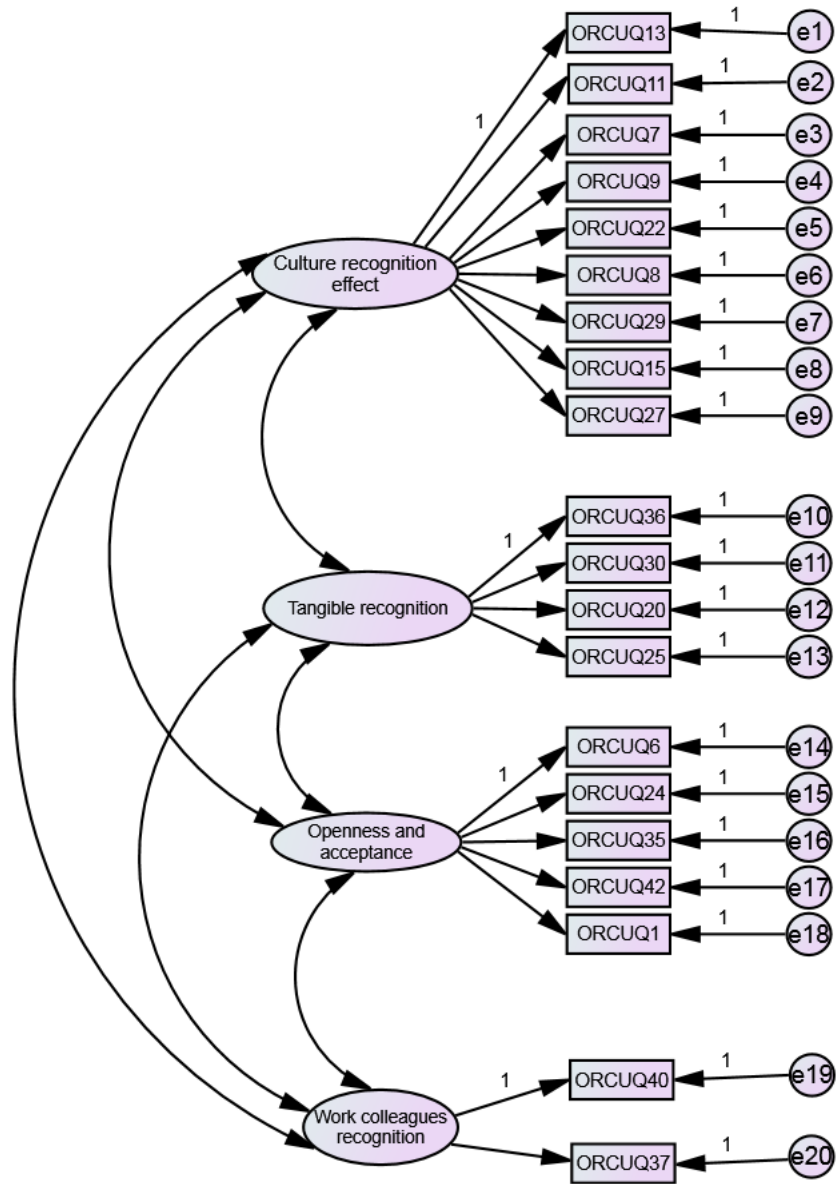 1
ORCUQ13
1
e1
ORCUQ11
1
e2
ORCUQ7
1
e3
ORCUQ9
1
e4
ORCUQ22
1
e5
ORCUQ8
1
e6
ORCUQ29
1
e7
ORCUQ15
1
e8
ORCUQ27
1
e9
Culture recognition
effect
1
ORCUQ36
1
e10
ORCUQ30
1
e11
ORCUQ20
1
e12
ORCUQ25
1
e13
Tangible recognition
1
ORCUQ6
1
e14
ORCUQ24
1
e15
ORCUQ35
1
e16
ORCUQ42
1
e17
ORCUQ1
1
e18
Openness and
acceptance
1
ORCUQ40
1
e19
ORCUQ37
1
e20
Work colleagues
recognition